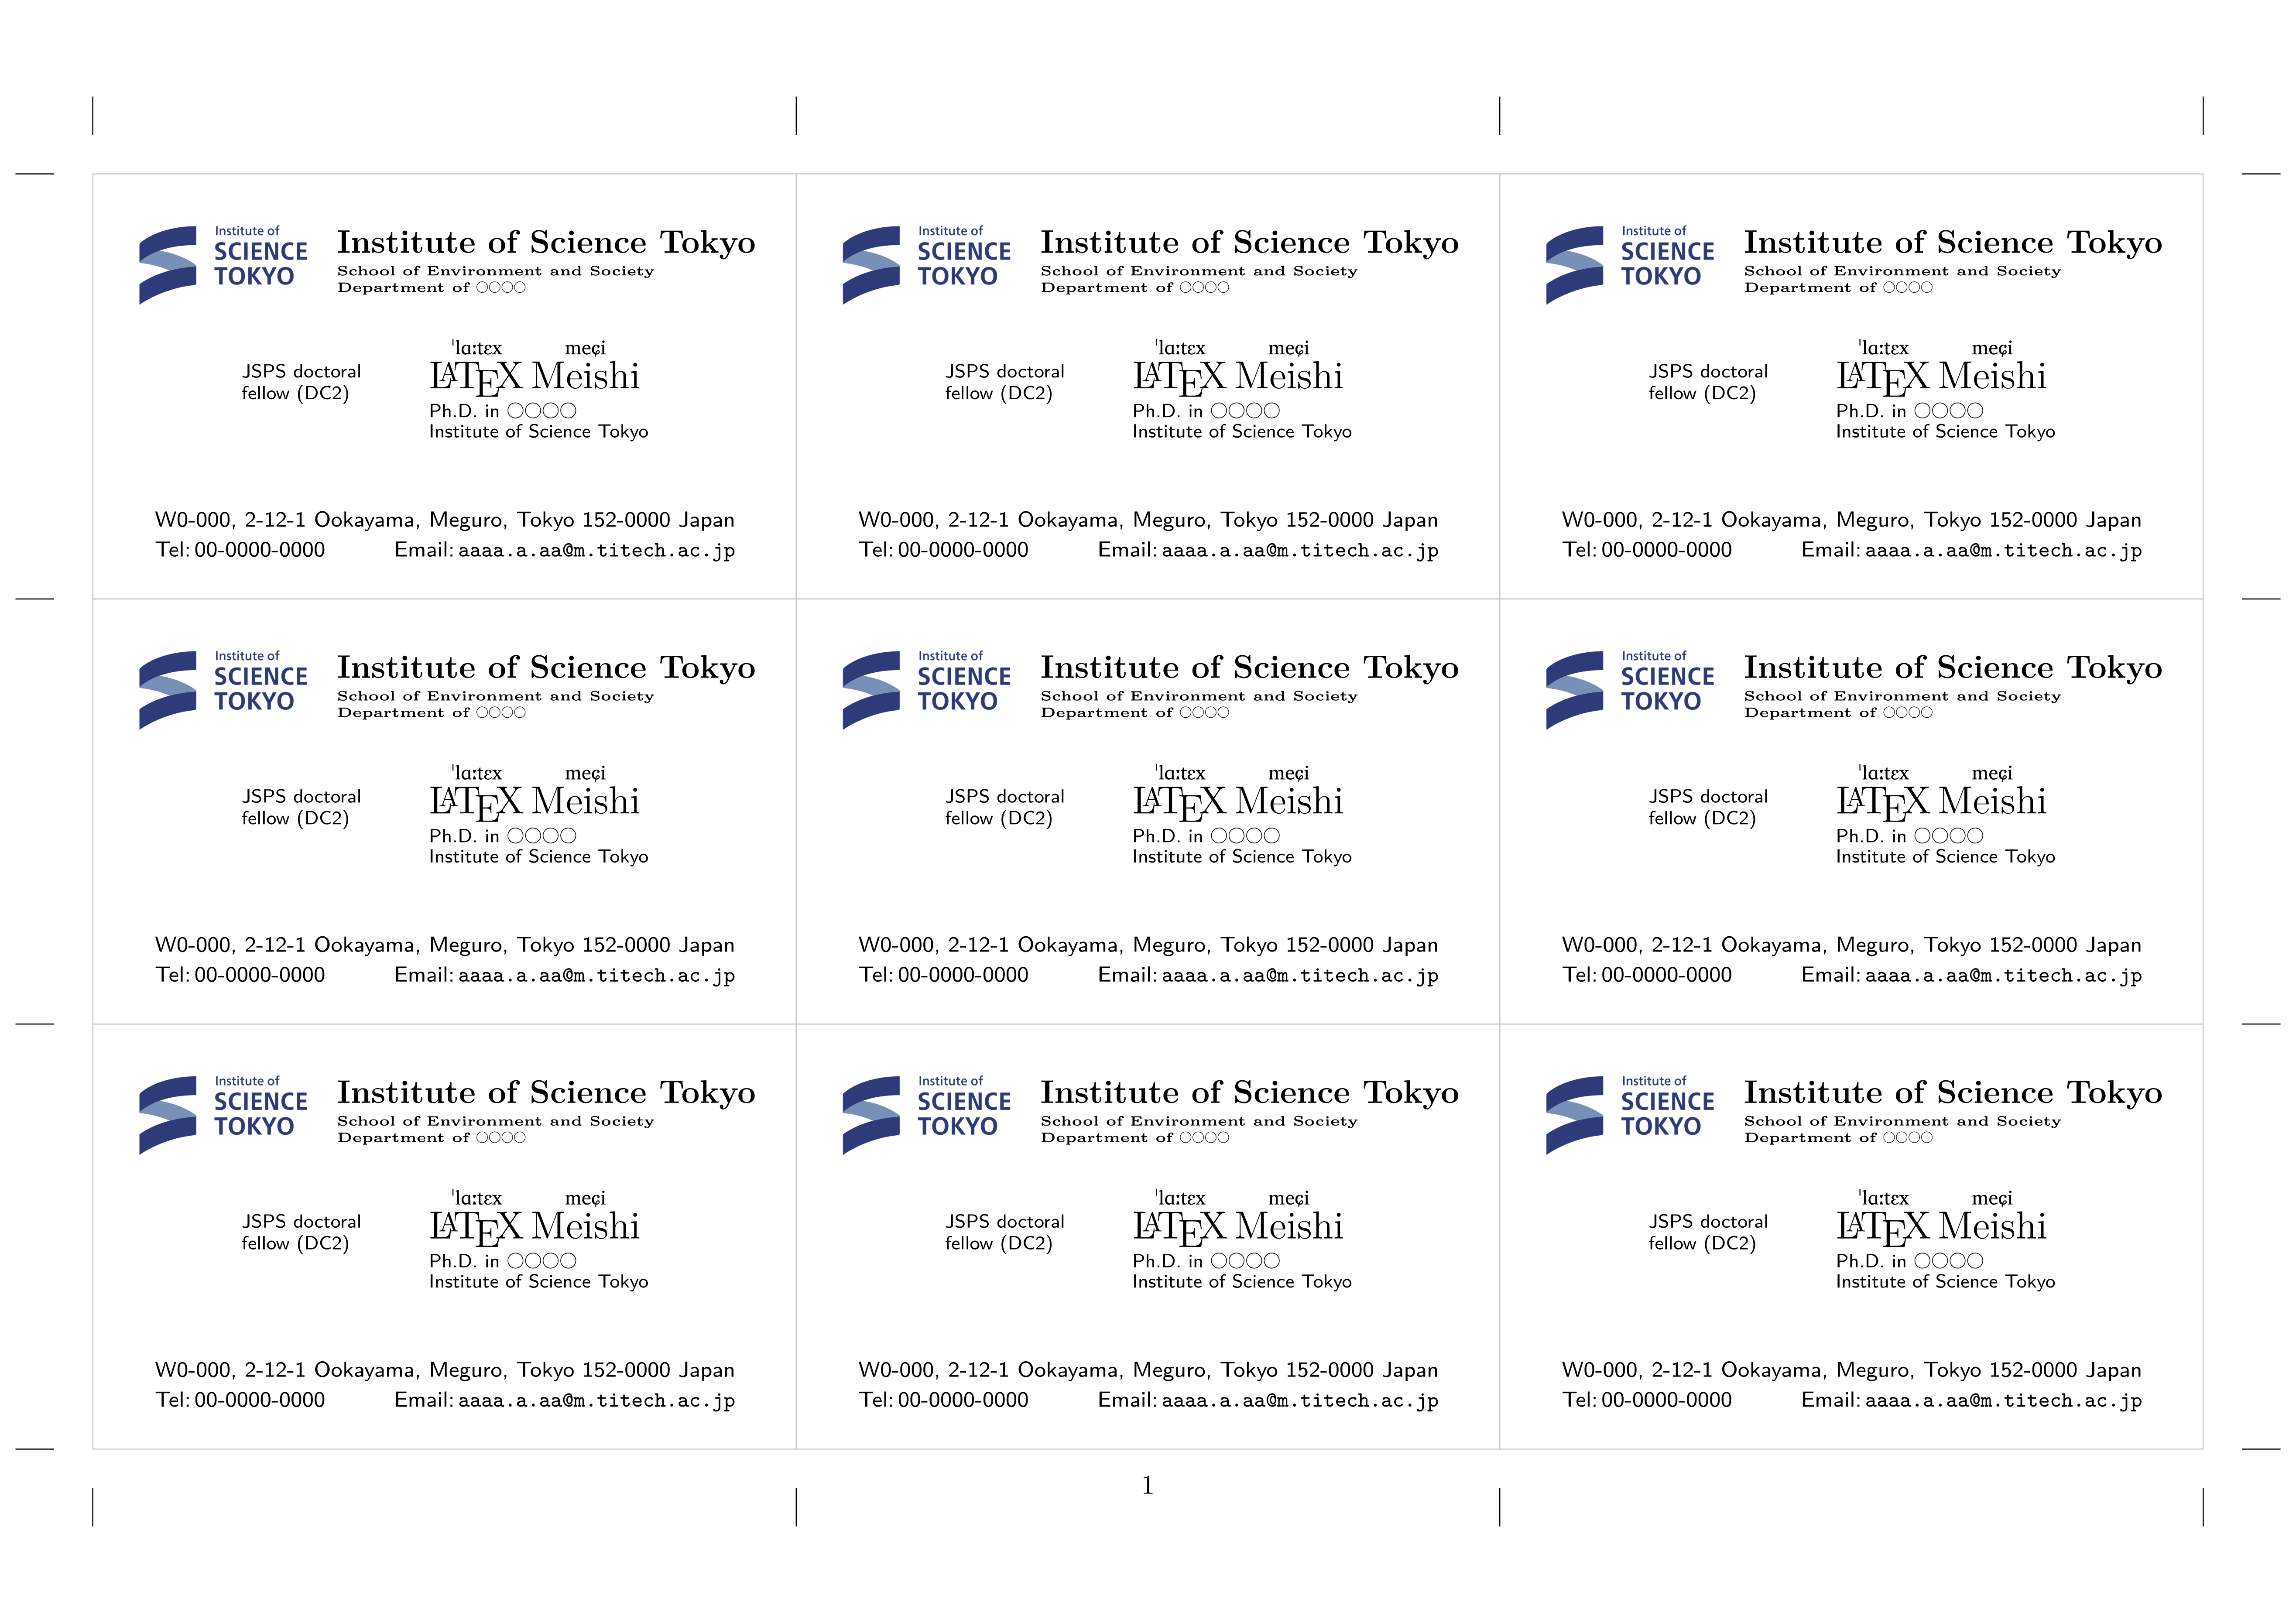 Institute of
SCIENCE
TOKYO
Institute of Science Tokyo
School of Environment and Society
Department of ○○○○
JSPS doctoral
fellow (DC2)
ˈlɑːtɛx meɕi
LATEX Meishi
Ph.D. in ○○○○
Institute of Science Tokyo
W0-000, 2-12-1 Ookayama, Meguro, Tokyo 152-0000 Japan
Tel: 00-0000-0000 Email: aaaa.a.aa@m.titech.ac.jp
Institute of
SCIENCE
TOKYO
Institute of Science Tokyo
School of Environment and Society
Department of ○○○○
JSPS doctoral
fellow (DC2)
ˈlɑːtɛx meɕi
LATEX Meishi
Ph.D. in ○○○○
Institute of Science Tokyo
W0-000, 2-12-1 Ookayama, Meguro, Tokyo 152-0000 Japan
Tel: 00-0000-0000 Email: aaaa.a.aa@m.titech.ac.jp
Institute of
SCIENCE
TOKYO
Institute of Science Tokyo
School of Environment and Society
Department of ○○○○
JSPS doctoral
fellow (DC2)
ˈlɑːtɛx meɕi
LATEX Meishi
Ph.D. in ○○○○
Institute of Science Tokyo
W0-000, 2-12-1 Ookayama, Meguro, Tokyo 152-0000 Japan
Tel: 00-0000-0000 Email: aaaa.a.aa@m.titech.ac.jp
Institute of
SCIENCE
TOKYO
Institute of Science Tokyo
School of Environment and Society
Department of ○○○○
JSPS doctoral
fellow (DC2)
ˈlɑːtɛx meɕi
LATEX Meishi
Ph.D. in ○○○○
Institute of Science Tokyo
W0-000, 2-12-1 Ookayama, Meguro, Tokyo 152-0000 Japan
Tel: 00-0000-0000 Email: aaaa.a.aa@m.titech.ac.jp
Institute of
SCIENCE
TOKYO
Institute of Science Tokyo
School of Environment and Society
Department of ○○○○
JSPS doctoral
fellow (DC2)
ˈlɑːtɛx meɕi
LATEX Meishi
Ph.D. in ○○○○
Institute of Science Tokyo
W0-000, 2-12-1 Ookayama, Meguro, Tokyo 152-0000 Japan
Tel: 00-0000-0000 Email: aaaa.a.aa@m.titech.ac.jp
Institute of
SCIENCE
TOKYO
Institute of Science Tokyo
School of Environment and Society
Department of ○○○○
JSPS doctoral
fellow (DC2)
ˈlɑːtɛx meɕi
LATEX Meishi
Ph.D. in ○○○○
Institute of Science Tokyo
W0-000, 2-12-1 Ookayama, Meguro, Tokyo 152-0000 Japan
Tel: 00-0000-0000 Email: aaaa.a.aa@m.titech.ac.jp
Institute of
SCIENCE
TOKYO
Institute of Science Tokyo
School of Environment and Society
Department of ○○○○
JSPS doctoral
fellow (DC2)
ˈlɑːtɛx meɕi
LATEX Meishi
Ph.D. in ○○○○
Institute of Science Tokyo
W0-000, 2-12-1 Ookayama, Meguro, Tokyo 152-0000 Japan
Tel: 00-0000-0000 Email: aaaa.a.aa@m.titech.ac.jp
Institute of
SCIENCE
TOKYO
Institute of Science Tokyo
School of Environment and Society
Department of ○○○○
JSPS doctoral
fellow (DC2)
ˈlɑːtɛx meɕi
LATEX Meishi
Ph.D. in ○○○○
Institute of Science Tokyo
W0-000, 2-12-1 Ookayama, Meguro, Tokyo 152-0000 Japan
Tel: 00-0000-0000 Email: aaaa.a.aa@m.titech.ac.jp
Institute of
SCIENCE
TOKYO
Institute of Science Tokyo
School of Environment and Society
Department of ○○○○
JSPS doctoral
fellow (DC2)
ˈlɑːtɛx meɕi
LATEX Meishi
Ph.D. in ○○○○
Institute of Science Tokyo
W0-000, 2-12-1 Ookayama, Meguro, Tokyo 152-0000 Japan
Tel: 00-0000-0000 Email: aaaa.a.aa@m.titech.ac.jp
1